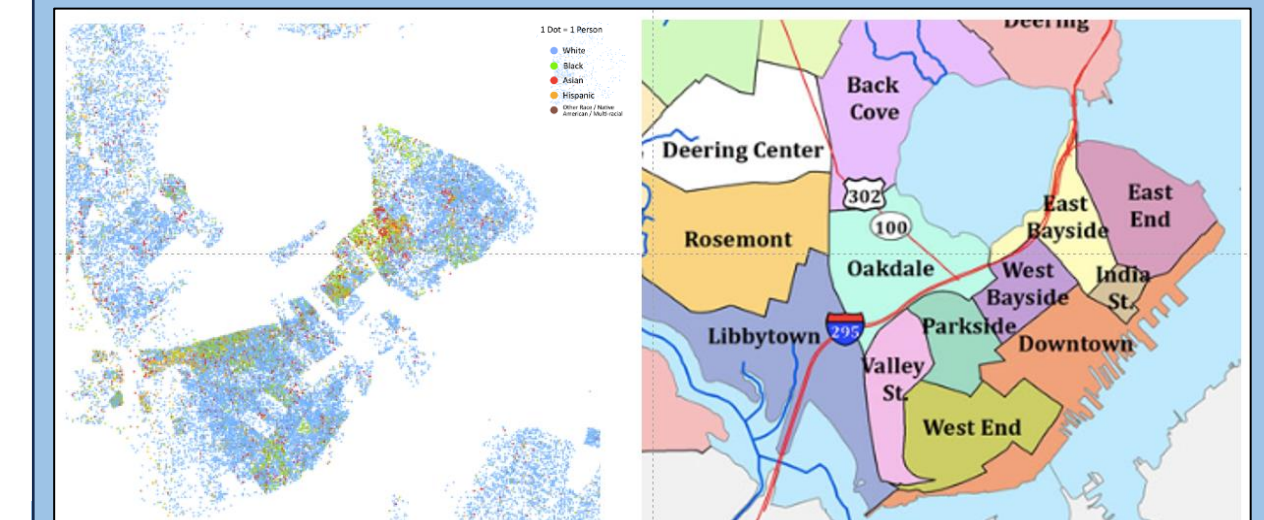 1 Dot = 1 Person
White
Black
Asian
Hispanic
Other Race / Native
American / Multi-racial
Deering
Back
Cove
Deering Center
302
East
End
100
East
Bayside
Rosemont
Oakdale
West
Bayside
India
St.
Libbytown
295
Parkside
Downtown
Valley
St.
West End